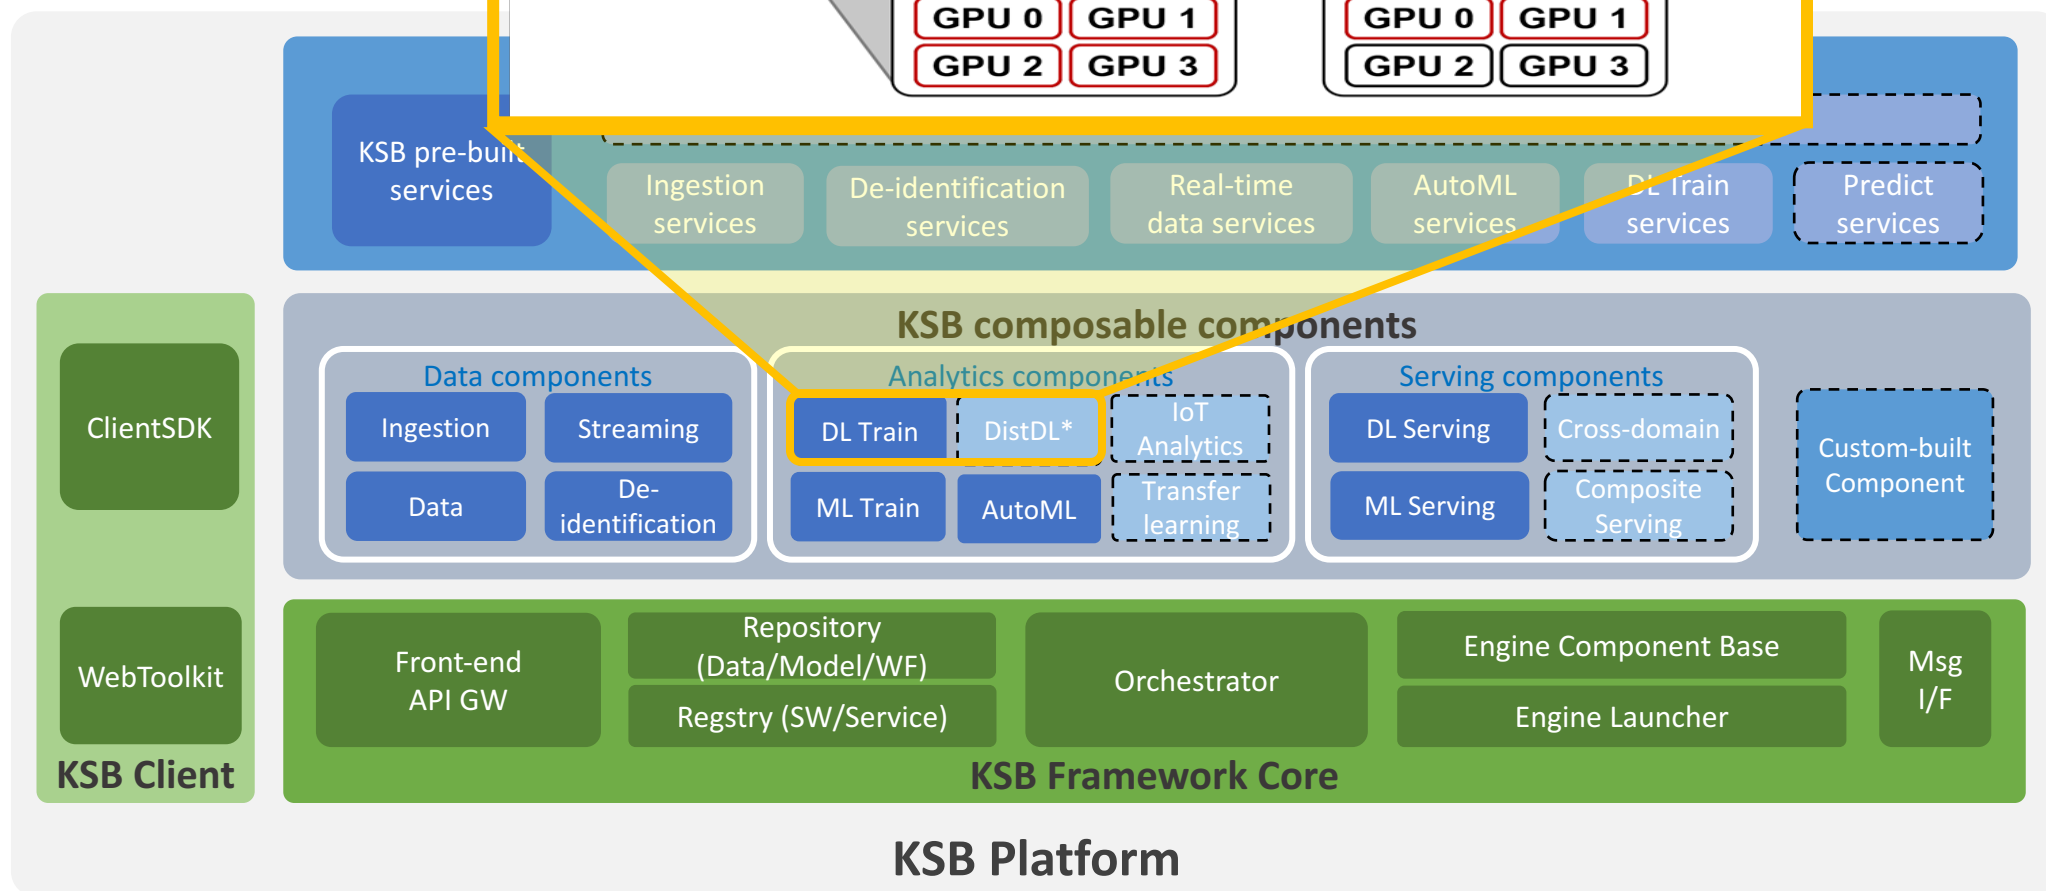 GPU 0 GPU 1 GPU 0 GPU 1
GPU 2 GPU 3 GPU 2 GPU 3
KSB pre-built
services
Ingestion
services
De-identification
services
Real-time
data services
AutoML
services
DL Train
services
Predict
services
KSB composable components
Data components
Ingestion
Streaming
Data
De-
identification
Analytics components
DL Train
DistDL*
IoT
Analytics
ML Train
AutoML
Transfer
learning
Serving components
DL Serving
Cross-domain
ML Serving
Composite
Serving
Custom-built
Component
ClientSDK
WebToolkit
KSB Client
Front-end
API GW
Repository
(Data/Model/WF)
Regstry (SW/Service)
Orchestrator
Engine Component Base
Engine Launcher
Msg
I/F
KSB Framework Core
KSB Platform